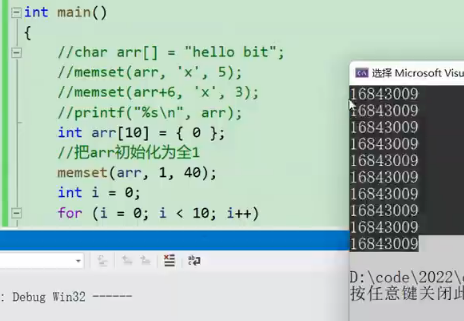 int main()
{
//char arr[] = "hello bit";
//memset(arr, 'x', 5);
//memset(arr+6, 'x', 3);
//printf("%s\n", arr);
int arr[10] = { 0 };
//把arr初始化为全1
memset(arr, 1, 40);
int i = 0;
for (i = 0; i < 10; i++)
: Debug Win32 ------
选择 Microsoft Visu
16843009
16843009
16843009
16843009
16843009
16843009
16843009
16843009
16843009
16843009
D:\code\2022\
按任意键关闭此